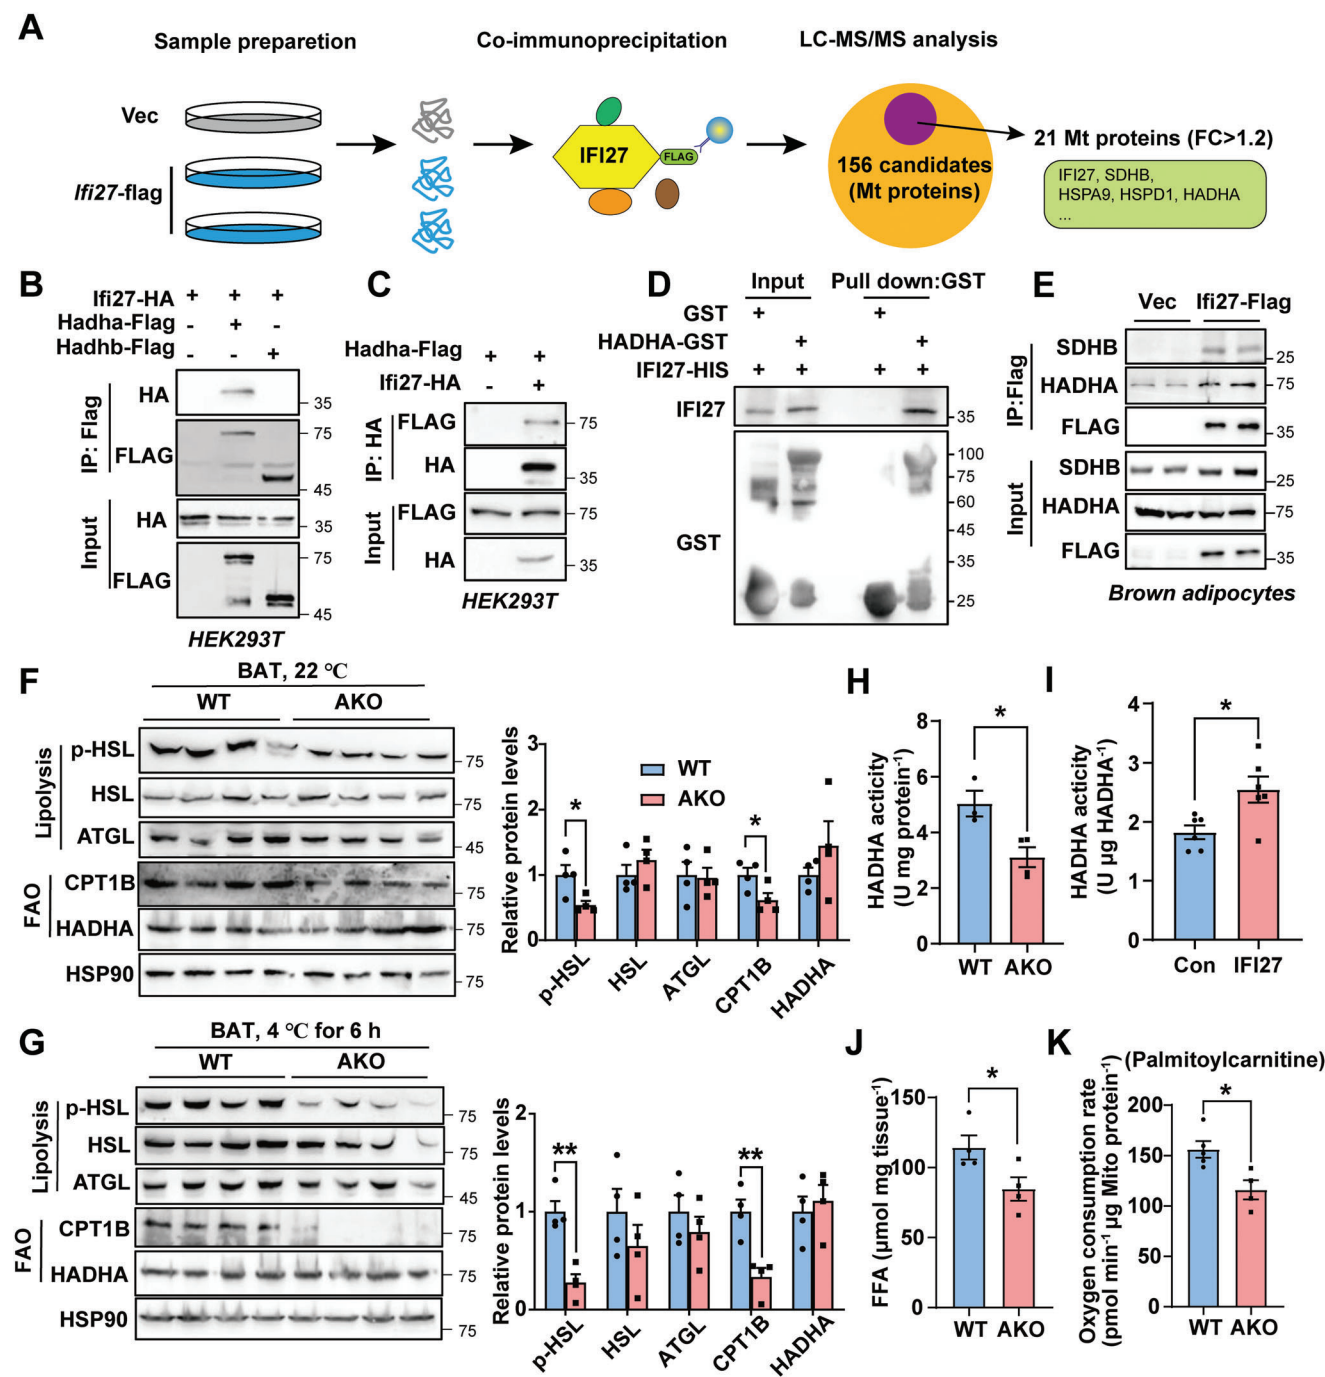 A
Sample preparetion
Co-immunoprecipitation
LC-MS/MS analysis
Vec
Ifi27-flag
IFI27
FLAG
156 candidates
(Mt proteins)
21 Mt proteins (FC>1.2)
IFI27, SDHB,
HSPA9, HSPD1, HADHA
...
B
Ifi27-HA + + +
Hadha-Flag - + -
Hadhb-Flag - - +
IP: Flag
HA
35
FLAG
75
45
Input
HA
35
FLAG
75
45
HEK293T
C
Hadha-Flag + +
Ifi27-HA - +
IP: HA
FLAG
75
HA
35
Input
FLAG
75
HA
35
HEK293T
D
Input
Pull down:GST
GST + +
HADHA-GST + +
IFI27-HIS + + + +
IFI27
35
GST
100
75
60
45
35
25
E
Vec
Ifi27-Flag
IP:Flag
SDHB
25
HADHA
75
FLAG
35
Input
SDHB
25
HADHA
75
FLAG
35
Brown adipocytes
F
BAT, 22 °C
WT
AKO
Lipolysis
p-HSL
75
HSL
75
ATGL
45
FAO
CPT1B
75
HADHA
75
HSP90
75
Relative protein levels
3
2
1
0
WT
AKO
*
*
p-HSL
HSL
ATGL
CPT1B
HADHA
H
HADHA acticity
(U mg protein-1)
8
6
4
2
0
*
WT AKO
I
HADHA acticity
(U µg HADHA-1)
4
3
2
1
0
*
Con IFI27
G
BAT, 4 °C for 6 h
WT
AKO
Lipolysis
p-HSL
75
HSL
75
ATGL
45
FAO
CPT1B
75
HADHA
75
HSP90
75
Relative protein levels
2
1
0
**
**
p-HSL
HSL
ATGL
CPT1B
HADHA
J
FFA (µmol mg tissue-1)
150
100
50
0
*
WT AKO
K
(Palmitoylcarnitine)
Oxygen consumption rate
(pmol min-1 µg Mito protein-1)
200
150
100
50
0
*
WT AKO